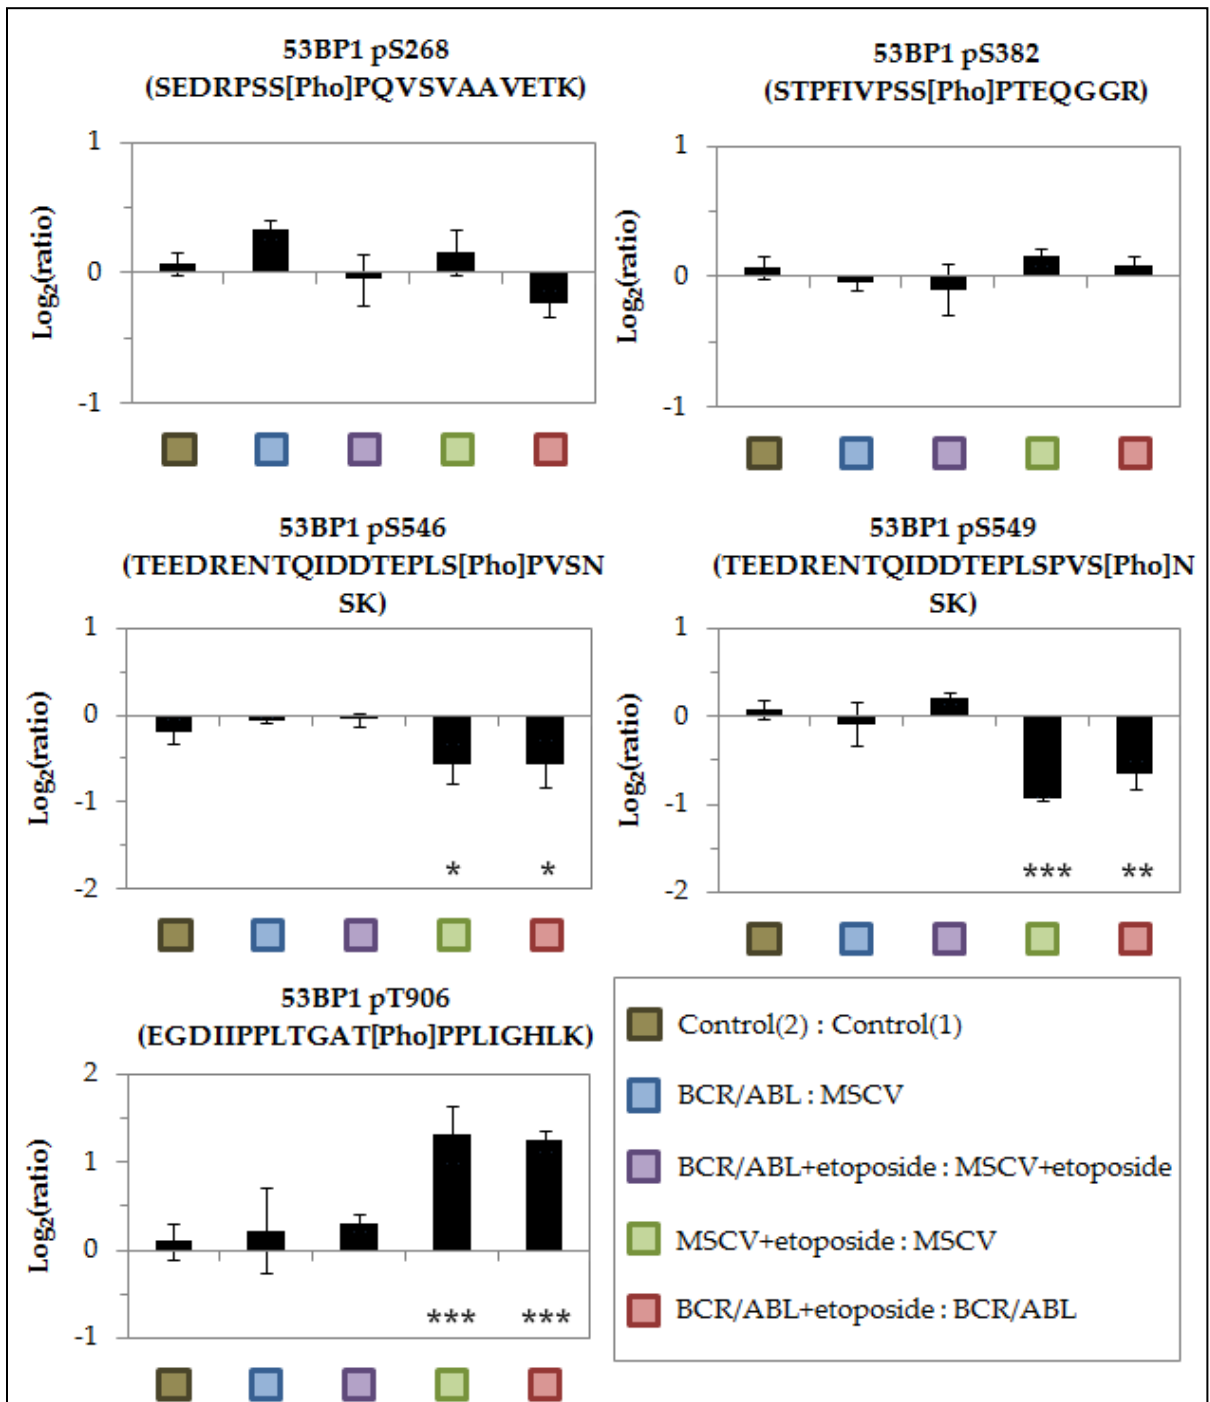 53BP1 pS268
(SEDRPSS[Pho]PQVSVAAVETK)
1
0
-1
Log2(ratio)
53BP1 pS382
(STPFIVPSS[Pho]PTEQGGR)
1
0
-1
Log2(ratio)
53BP1 pS546
(TEEDRENTQIDDTEPLS[Pho]PVSN
SK)
1
0
-1
-2
Log2(ratio)
*
*
53BP1 pS549
(TEEDRENTQIDDTEPLSPVS[Pho]N
SK)
1
0
-1
-2
Log2(ratio)
***
**
53BP1 pT906
(EGDIIPPLTGAT[Pho]PPLIGHLK)
2
1
0
-1
Log2(ratio)
***
***
Control(2) : Control(1)
BCR/ABL : MSCV
BCR/ABL+etoposide : MSCV+etoposide
MSCV+etoposide : MSCV
BCR/ABL+etoposide : BCR/ABL